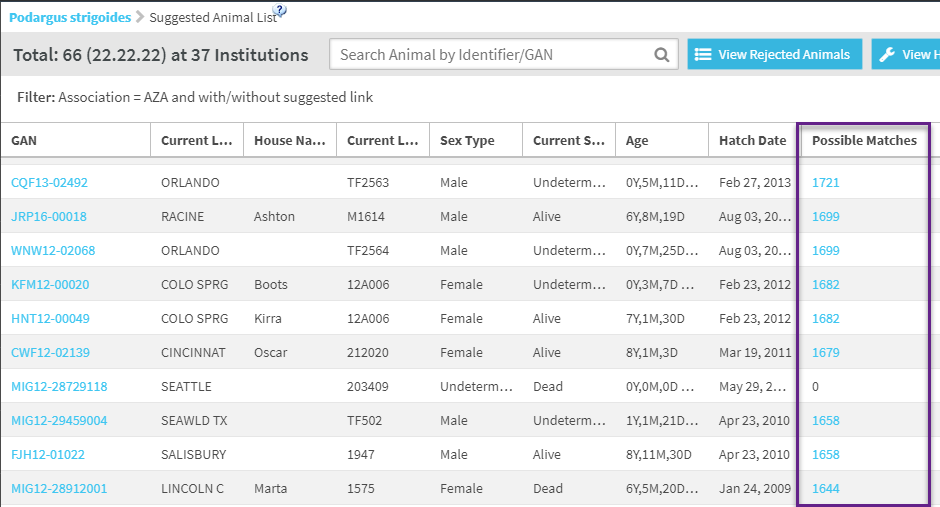 Podargus strigoides > Suggested Animal List ?
Total: 66 (22.22.22) at 37 Institutions Search Animal by Identifier/GAN View Rejected Animals View H
Filter: Association = AZA and with/without suggested link
GAN Current L... House Na... Current L... Sex Type Current S... Age Hatch Date Possible Matches
CQF13-02492 ORLANDO TF2563 Male Undeterm... 0Y,5M,11D... Feb 27, 2013 1721
JRP16-00018 RACINE Ashton M1614 Male Alive 6Y,8M,19D Aug 03, 20... 1699
WNW12-02068 ORLANDO TF2564 Male Undeterm... 0Y,7M,25D... Aug 03, 20... 1699
KFM12-00020 COLO SPRG Boots 12A006 Female Undeterm... 0Y,3M,7D ... Feb 23, 2012 1682
HNT12-00049 COLO SPRG Kirra 12A006 Female Alive 7Y,1M,30D Feb 23, 2012 1682
CWF12-02139 CINCINNAT Oscar 212020 Female Alive 8Y,1M,3D Mar 19, 2011 1679
MIG12-28729118 SEATTLE 203409 Undeterm... Dead 0Y,0M,0D ... May 29, 2... 0
MIG12-29459004 SEAWLD TX TF502 Male Undeterm... 1Y,1M,21D... Apr 23, 2010 1658
FJH12-01022 SALISBURY 1947 Male Alive 8Y,11M,30D Apr 23, 2010 1658
MIG12-28912001 LINCOLN C Marta 1575 Female Dead 6Y,5M,20D... Jan 24, 2009 1644